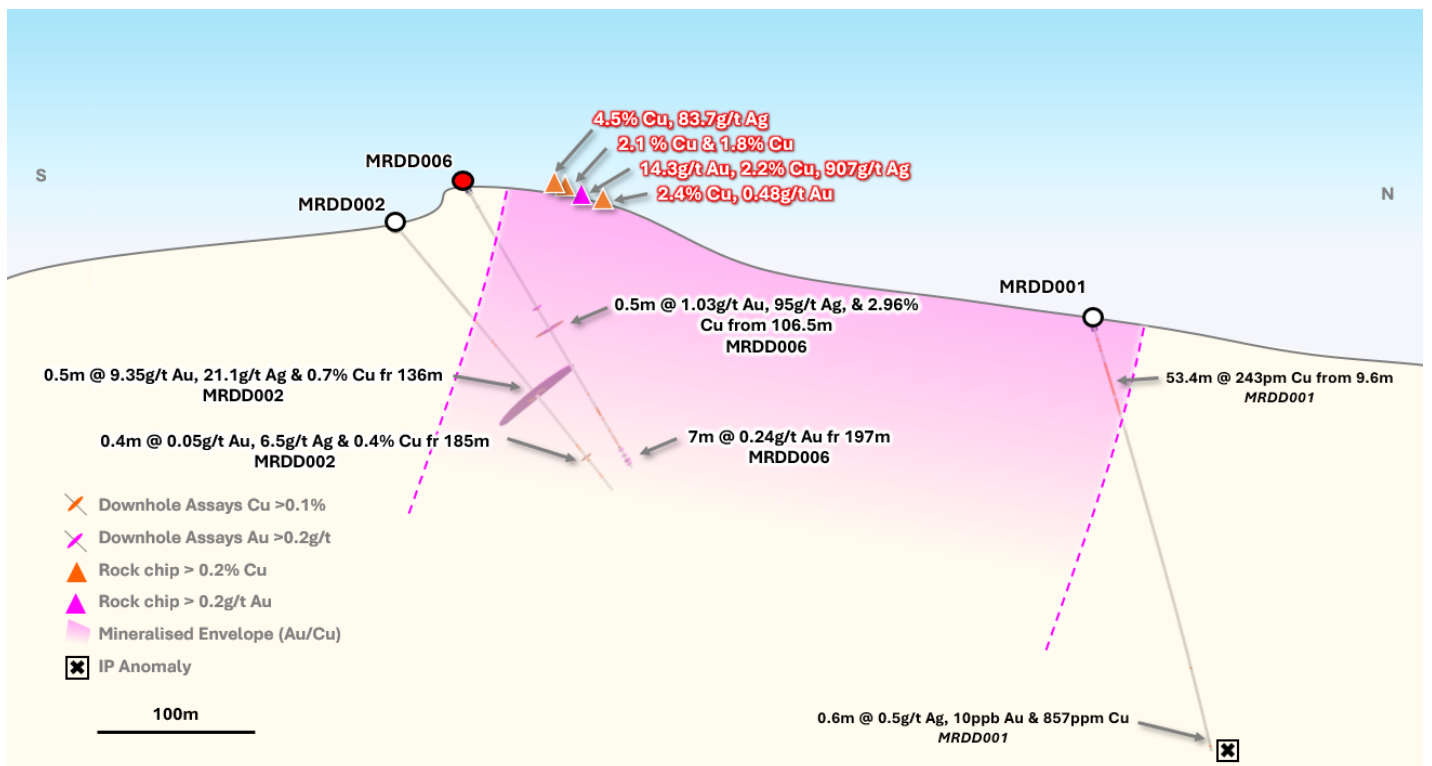 4.5% Cu, 83.7g/t Ag
2.1 % Cu & 1.8% Cu
MRDD006
14.3g/t Au, 2.2% Cu, 907g/t Ag
S
2.4% Cu, 0.48g/t Au
N
MRDD002
MRDD001
0.5m @ 1.03g/t Au, 95g/t Ag, & 2.96%
Cu from 106.5m
MRDD006
0.5m @ 9.35g/t Au, 21.1g/t Ag & 0.7% Cu fr 136m
MRDD002
53.4m @ 243pm Cu from 9.6m
MRDD001
0.4m @ 0.05g/t Au, 6.5g/t Ag & 0.4% Cu fr 185m
MRDD002
7m @ 0.24g/t Au fr 197m
MRDD006
Downhole Assays Cu >0.1%
Downhole Assays Au >0.2g/t
Rock chip > 0.2% Cu
Rock chip > 0.2g/t Au
Mineralised Envelope (Au/Cu)
IP Anomaly
100m
0.6m @ 0.5g/t Ag, 10ppb Au & 857ppm Cu
MRDD001